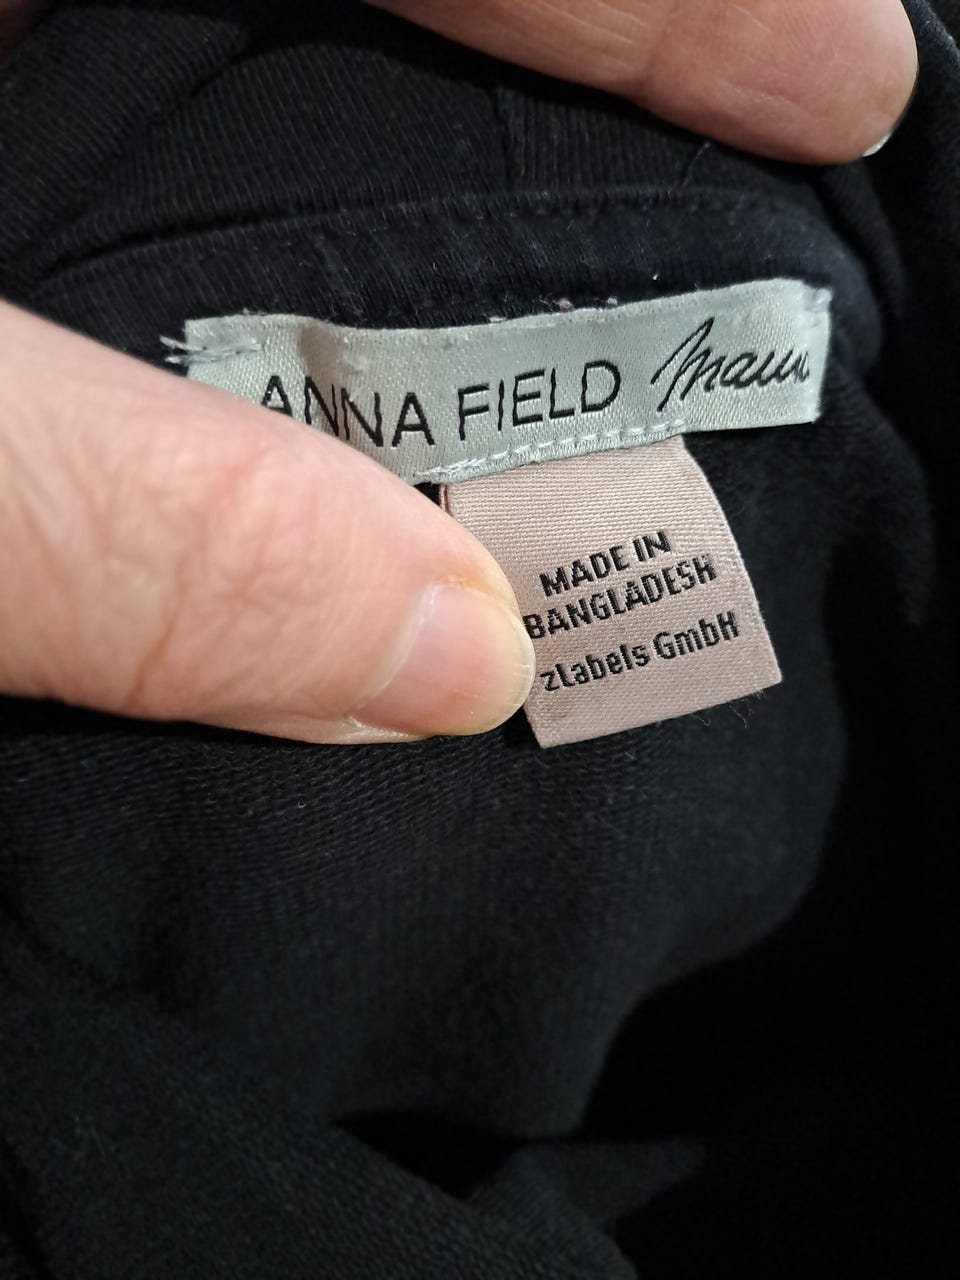 ANNA FIELD
MADE IN
BANGLADESH
zLabels GmbH